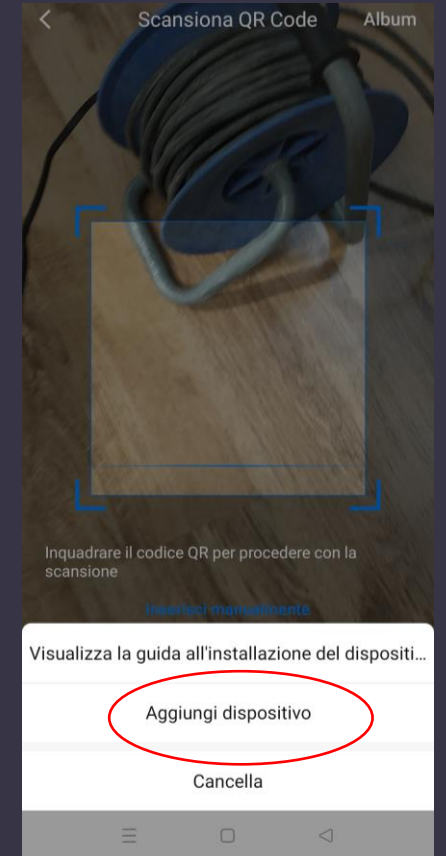 Scansiona QR Code
Album
Inquadrare il codice QR per procedere con la
scansione
Inserisci manualmente
Visualizza la guida all'installazione del dispositi...
Aggiungi dispositivo
Cancella